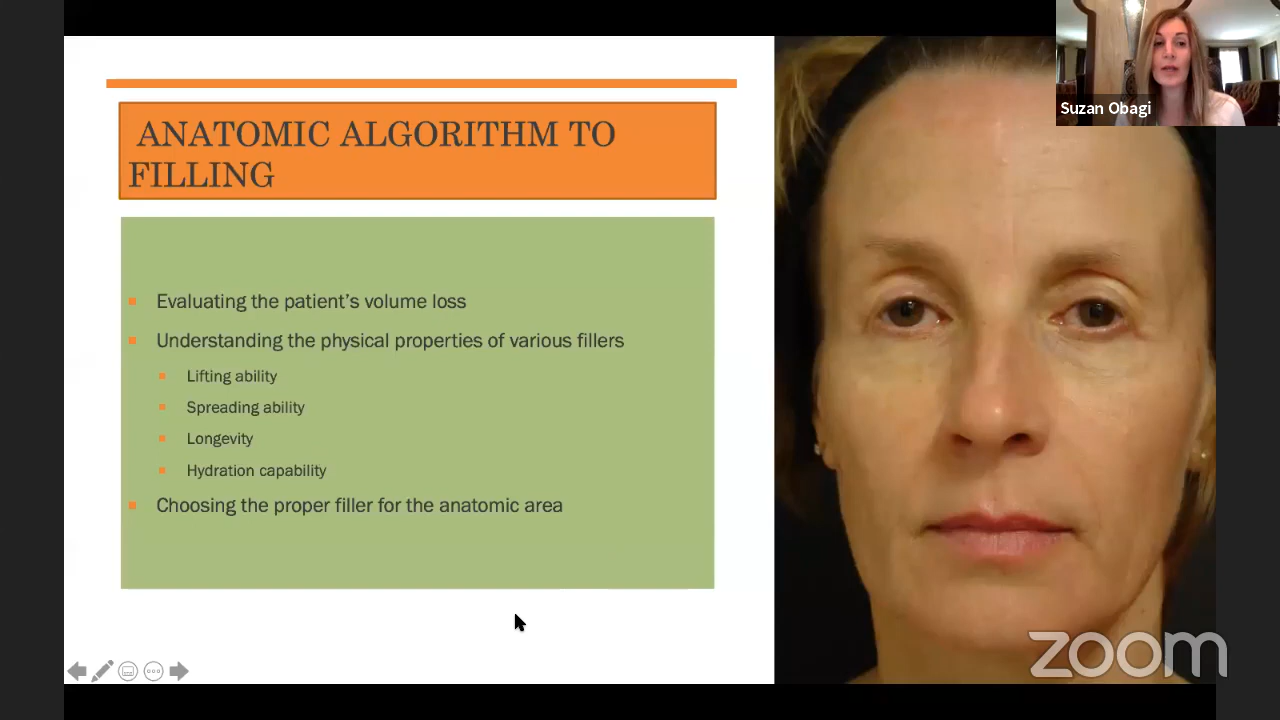 Suzan Obagi
ANATOMIC ALGORITHM TO
FILLING
Evaluating the patient's volume loss
Understanding the physical properties of various fillers
Lifting ability
Spreading ability
Longevity
Hydration capability
Choosing the proper filler for the anatomic area
zoom